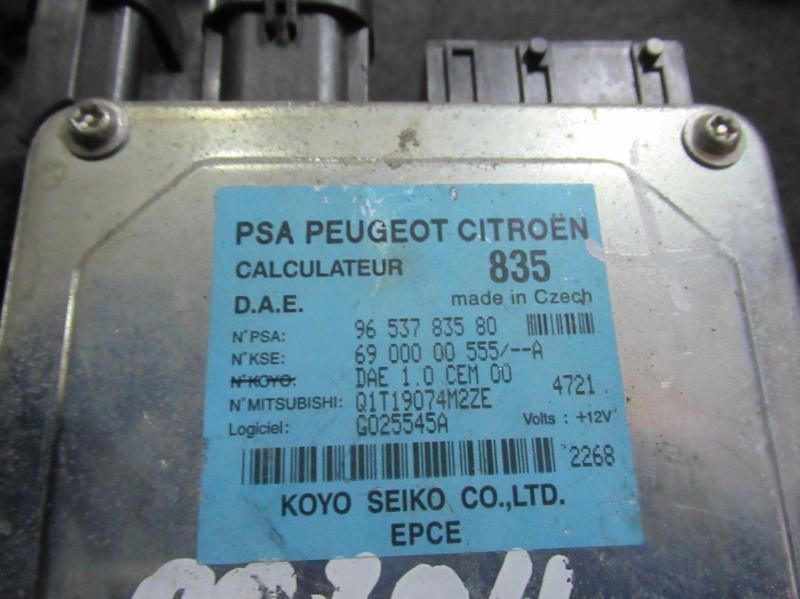 PSA PEUGEOT CITROËN
CALCULATEUR 835
D.A.E. made in Czech
N°PSA: 96 537 835 80
N°KSE: 69 000 00 555/--A
N°KOYO: DAE 1.0 CEM 00
N°MITSUBISHI: Q1T19074M2ZE 4721
Logiciel: G025545A Volts : +12V
2268
KOYO SEIKO CO.,LTD.
EPCE